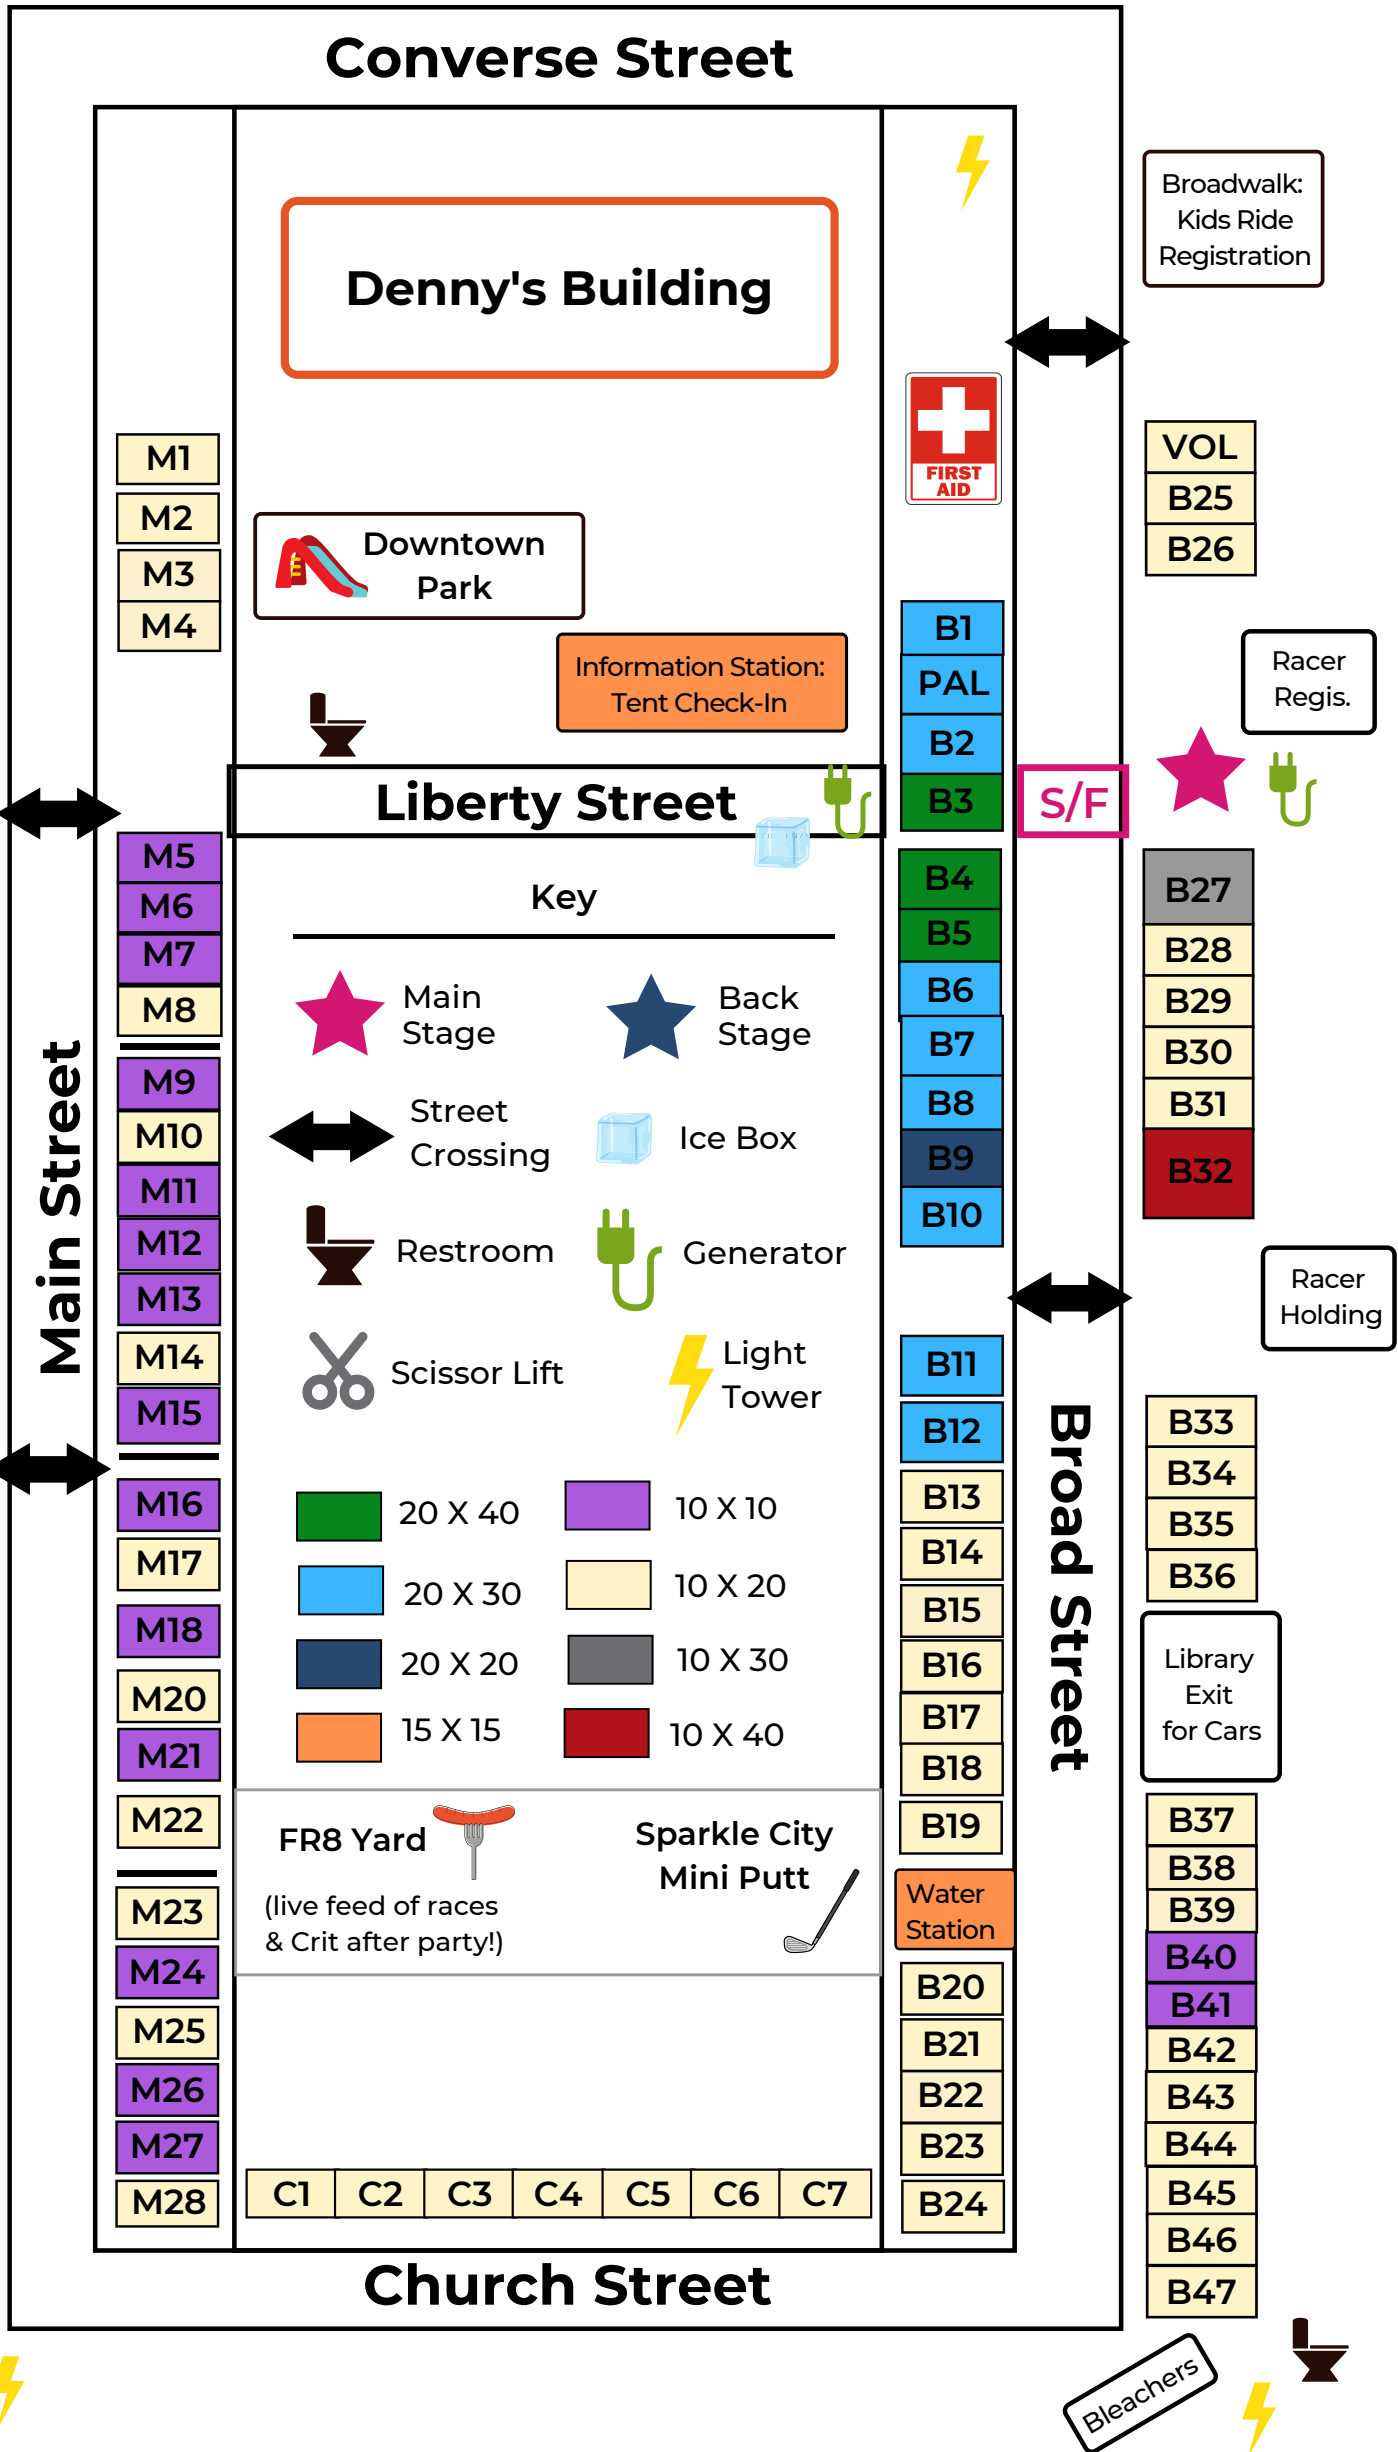 Converse Street
Denny's Building
Broadwalk:
Kids Ride
Registration
FIRST
AID
M1
M2
M3
M4
Downtown
Park
Information Station:
Tent Check-In
VOL
B25
B26
B1
PAL
B2
B3
Racer
Regis.
Liberty Street
S/F
Main Street
M5
M6
M7
M8
M9
M10
M11
M12
M13
M14
M15
M16
M17
M18
M20
M21
M22
M23
M24
M25
M26
M27
M28
Key
Main
Stage
Back
Stage
Street
Crossing
Ice Box
Restroom
Generator
Scissor Lift
Light
Tower
20 X 40
10 X 10
20 X 30
10 X 20
20 X 20
10 X 30
15 X 15
10 X 40
FR8 Yard
(live feed of races
& Crit after party!)
Sparkle City
Mini Putt
C1
C2
C3
C4
C5
C6
C7
B4
B5
B6
B7
B8
B9
B10
B11
B12
B13
B14
B15
B16
B17
B18
B19
Water
Station
B20
B21
B22
B23
B24
Broad Street
B27
B28
B29
B30
B31
B32
Racer
Holding
B33
B34
B35
B36
Library
Exit
for Cars
B37
B38
B39
B40
B41
B42
B43
B44
B45
B46
B47
Church Street
Bleachers